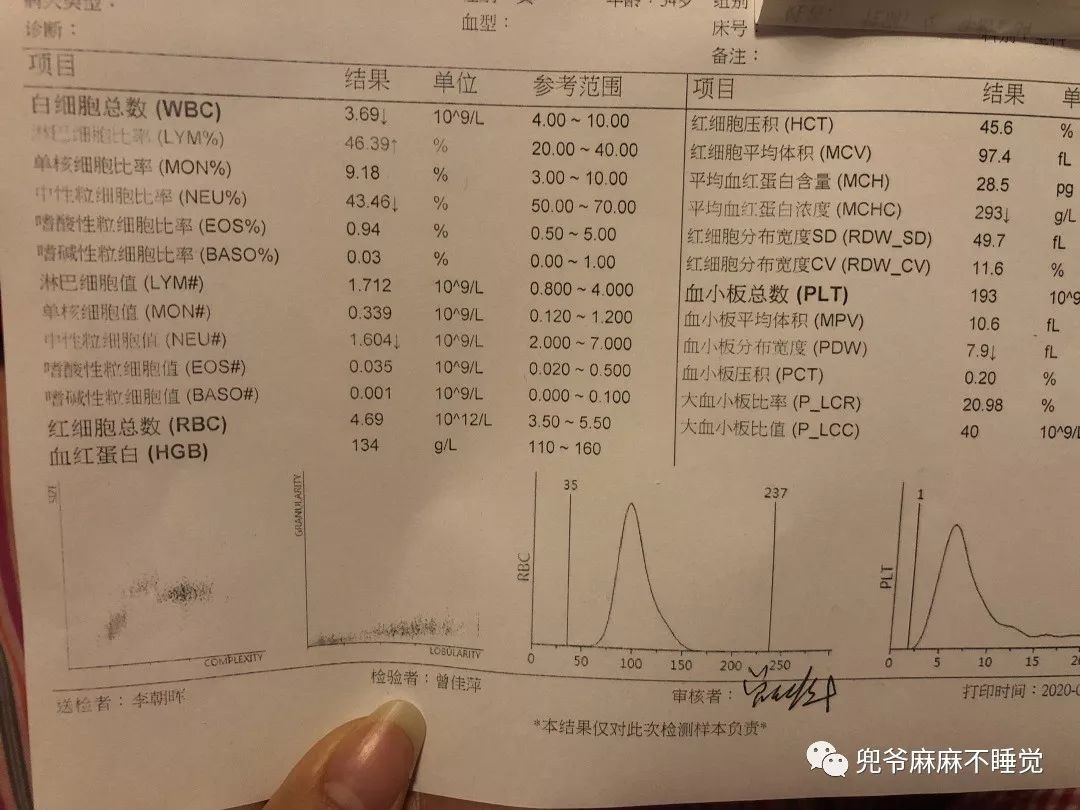 病人类型：
诊断：
血型：
年龄：54岁
组别
床号
备注：
项目 结果 单位 参考范围
白细胞总数 (WBC) 3.69↓ 10^9/L 4.00 ~ 10.00
淋巴细胞比率 (LYM%) 46.39↑ % 20.00 ~ 40.00
单核细胞比率 (MON%) 9.18 % 3.00 ~ 10.00
中性粒细胞比率 (NEU%) 43.46↓ % 50.00 ~ 70.00
嗜酸性粒细胞比率 (EOS%) 0.94 % 0.50 ~ 5.00
嗜碱性粒细胞比率 (BASO%) 0.03 % 0.00 ~ 1.00
淋巴细胞值 (LYM#) 1.712 10^9/L 0.800 ~ 4.000
单核细胞值 (MON#) 0.339 10^9/L 0.120 ~ 1.200
中性粒细胞值 (NEU#) 1.604↓ 10^9/L 2.000 ~ 7.000
嗜酸性粒细胞值 (EOS#) 0.035 10^9/L 0.020 ~ 0.500
嗜碱性粒细胞值 (BASO#) 0.001 10^9/L 0.000 ~ 0.100
红细胞总数 (RBC) 4.69 10^12/L 3.50 ~ 5.50
血红蛋白 (HGB) 134 g/L 110 ~ 160
项目 结果 单
红细胞压积 (HCT) 45.6 %
红细胞平均体积 (MCV) 97.4 fL
平均血红蛋白含量 (MCH) 28.5 pg
平均血红蛋白浓度 (MCHC) 293↓ g/L
红细胞分布宽度SD (RDW_SD) 49.7 fL
红细胞分布宽度CV (RDW_CV) 11.6 %
血小板总数 (PLT) 193 10^9
血小板平均体积 (MPV) 10.6 fL
血小板分布宽度 (PDW) 7.9↓ fL
血小板压积 (PCT) 0.20 %
大血小板比率 (P_LCR) 20.98 %
大血小板比值 (P_LCC) 40 10^9/L
COMPLEXITY
GRANULARITY
LOBULARITY
RBC
35 237
0 50 100 150 200 250
PLT
1
0 5 10 15 20
送检者：李朝晖
检验者：曾佳萍
审核者：
打印时间：2020-0
*本结果仅对此次检测样本负责*
兜爷麻麻不睡觉